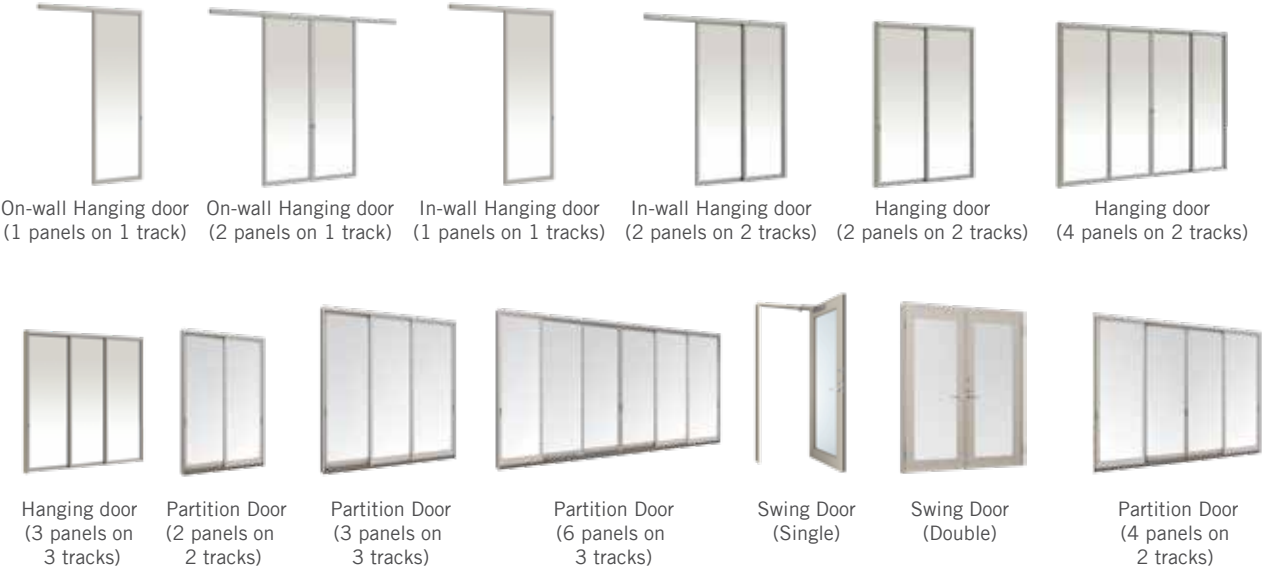 On-wall Hanging door
(1 panels on 1 track)
On-wall Hanging door
(2 panels on 1 track)
In-wall Hanging door
(1 panels on 1 tracks)
In-wall Hanging door
(2 panels on 2 tracks)
Hanging door
(2 panels on 2 tracks)
Hanging door
(4 panels on 2 tracks)
Hanging door
(3 panels on
3 tracks)
Partition Door
(2 panels on
2 tracks)
Partition Door
(3 panels on
3 tracks)
Partition Door
(6 panels on
3 tracks)
Swing Door
(Single)
Swing Door
(Double)
Partition Door
(4 panels on
2 tracks)